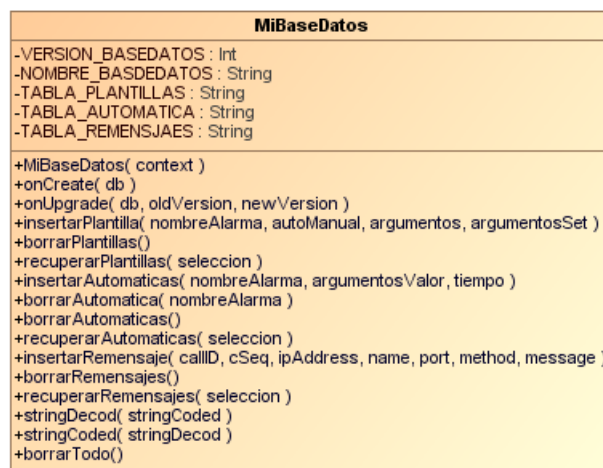 MiBaseDatos
-VERSION_BASEDATOS : Int
-NOMBRE_BASDEDATOS : String
-TABLA_PLANTILLAS : String
-TABLA_AUTOMATICA : String
-TABLA_REMENSJAES : String
+MiBaseDatos( context )
+onCreate( db )
+onUpgrade( db, oldVersion, newVersion )
+insertarPlantilla( nombreAlarma, autoManual, argumentos, argumentosSet )
+borrarPlantillas()
+recuperarPlantillas( seleccion )
+insertarAutomaticas( nombreAlarma, argumentosValor, tiempo )
+borrarAutomatica( nombreAlarma )
+borrarAutomaticas()
+recuperarAutomaticas( seleccion )
+insertarRemensaje( callID, cSeq, ipAddress, name, port, method, message )
+borrarRemensajes()
+recuperarRemensajes( seleccion )
+stringDecod( stringCoded )
+stringCoded( stringDecod )
+borrarTodo()